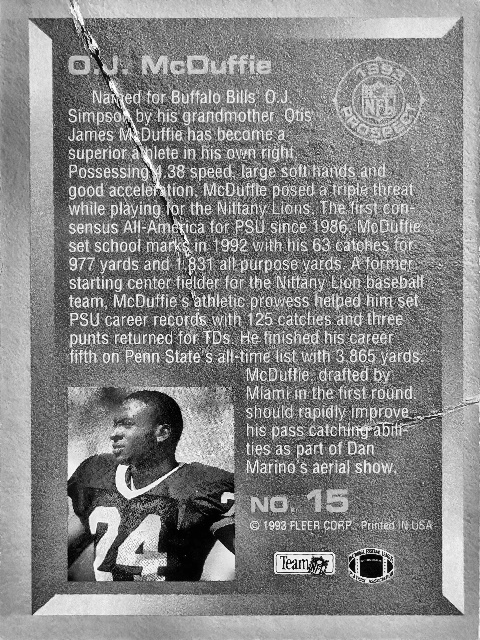 O.J. McDuffie
1993
NFL
PROSPECT
Named for Buffalo Bills' O.J.
Simpson by his grandmother, Otis
James McDuffie has become a
superior athlete in his own right.
Possessing 4.38 speed, large soft hands and
good acceleration, McDuffie posed a triple threat
while playing for the Nittany Lions. The first con-
sensus All-America for PSU since 1986, McDuffie
set school marks in 1992 with his 63 catches for
977 yards and 1,831 all purpose yards. A former
starting center fielder for the Nittany Lion baseball
team, McDuffie's athletic prowess helped him set
PSU career records with 125 catches and three
punts returned for TDs. He finished his career
fifth on Penn State's all-time list with 3,865 yards.
McDuffie, drafted by
Miami in the first round,
should rapidly improve
his pass catching abili-
ties as part of Dan
Marino's aerial show.
24
2
NO. 15
© 1993 FLEER CORP., Printed IN USA
Team NFL